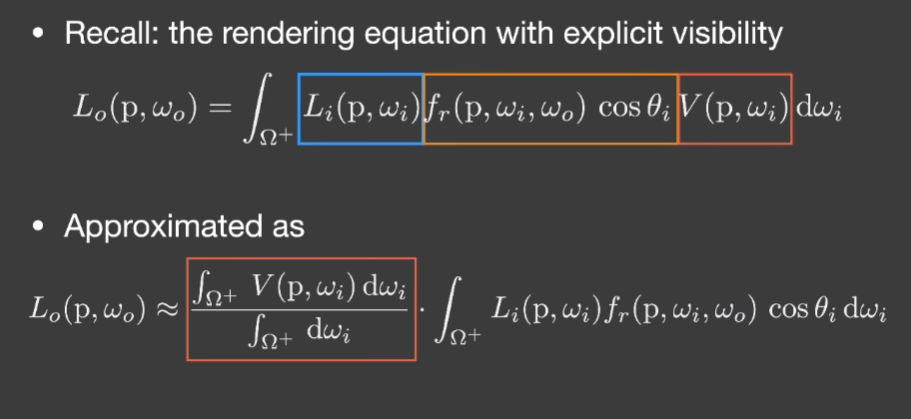 • Recall: the rendering equation with explicit visibility
$L_o(\mathrm{p}, \omega_o) = \int_{\Omega^+} L_i(\mathrm{p}, \omega_i) f_r(\mathrm{p}, \omega_i, \omega_o) \cos\theta_i V(\mathrm{p}, \omega_i) \, \mathrm{d}\omega_i$
• Approximated as
$L_o(\mathrm{p}, \omega_o) \approx \frac{\int_{\Omega^+} V(\mathrm{p}, \omega_i) \, \mathrm{d}\omega_i}{\int_{\Omega^+} \mathrm{d}\omega_i} \cdot \int_{\Omega^+} L_i(\mathrm{p}, \omega_i) f_r(\mathrm{p}, \omega_i, \omega_o) \cos\theta_i \, \mathrm{d}\omega_i$